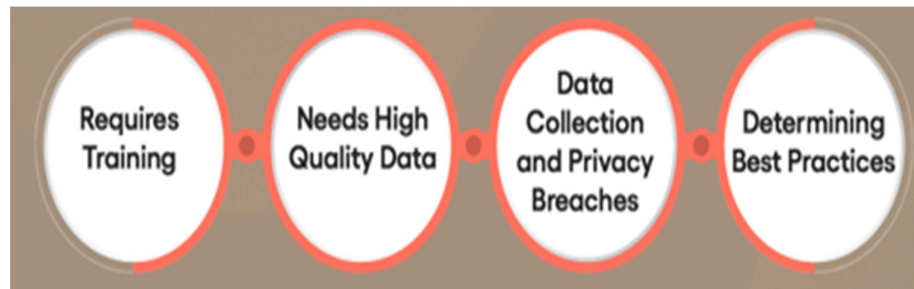 Requires
Training
Needs High
Quality Data
Data
Collection
and Privacy
Breaches
Determining
Best Practices